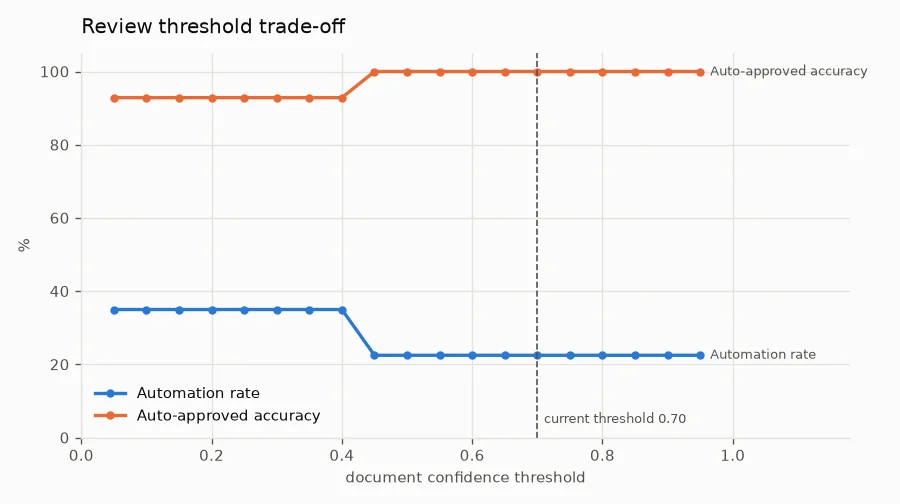 Review threshold trade-off
100
80
60
40
20
0
%
Auto-approved accuracy
Automation rate
Automation rate
Auto-approved accuracy
current threshold 0.70
0.0 0.2 0.4 0.6 0.8 1.0
document confidence threshold